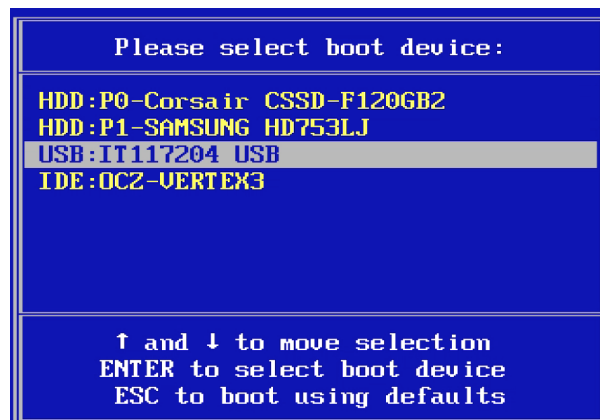 Please select boot device:
HDD:P0-Corsair CSSD-F120GB2
HDD:P1-SAMSUNG HD753LJ
USB:IT117204 USB
IDE:OCZ-VERTEX3
↑ and ↓ to move selection
ENTER to select boot device
ESC to boot using defaults